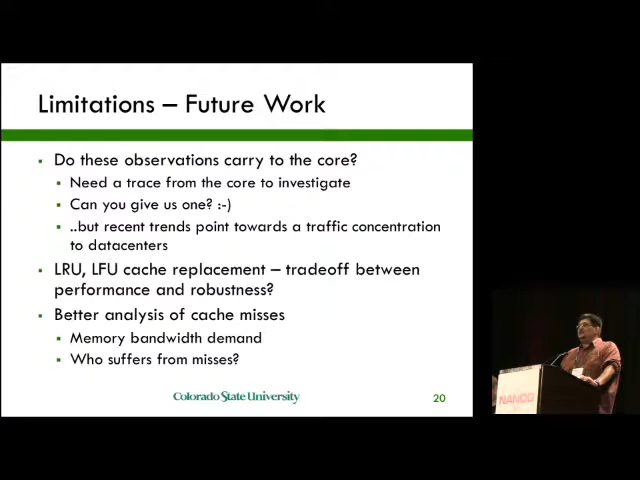 Limitations – Future Work
▪ Do these observations carry to the core?
▪ Need a trace from the core to investigate
▪ Can you give us one? :-)
▪ ..but recent trends point towards a traffic concentration
to datacenters
▪ LRU, LFU cache replacement – tradeoff between
performance and robustness?
▪ Better analysis of cache misses
▪ Memory bandwidth demand
▪ Who suffers from misses?
Colorado State University
20
NANOG